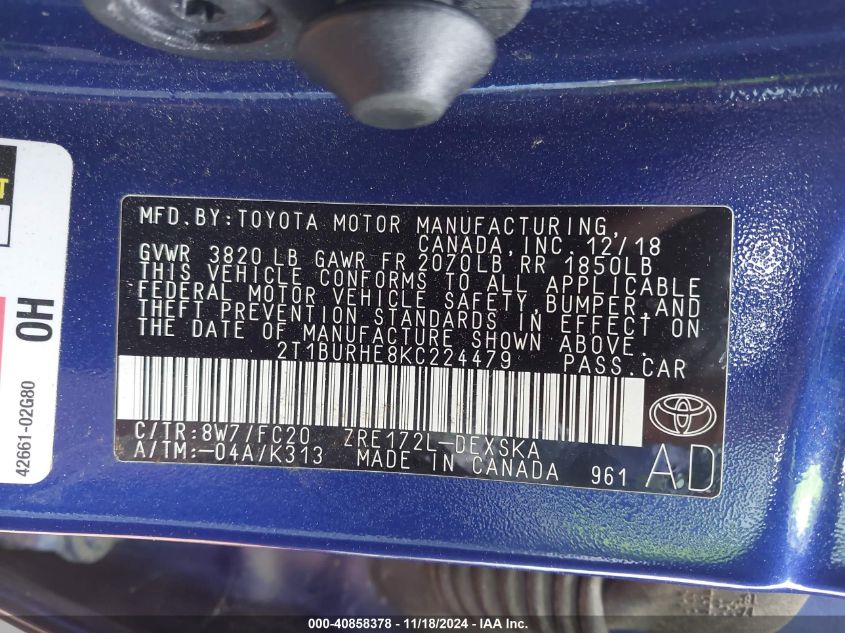 MFD.BY:TOYOTA MOTOR MANUFACTURING,
CANADA,INC. 12/18
GVWR 3820 LB GAWR FR 2070LB RR 1850LB
THIS VEHICLE CONFORMS TO ALL APPLICABLE
FEDERAL MOTOR VEHICLE SAFETY,BUMPER,AND
THEFT PREVENTION STANDARDS IN EFFECT ON
THE DATE OF MANUFACTURE SHOWN ABOVE.
2T1BURHE8KC224479 PASS.CAR
C/TR:8W7/FC20 ZRE172L-DEXSKA
A/TM:-04A/K313 MADE IN CANADA 961 AD
OH
42661-02G80
000-40858378 - 11/18/2024 - IAA Inc.